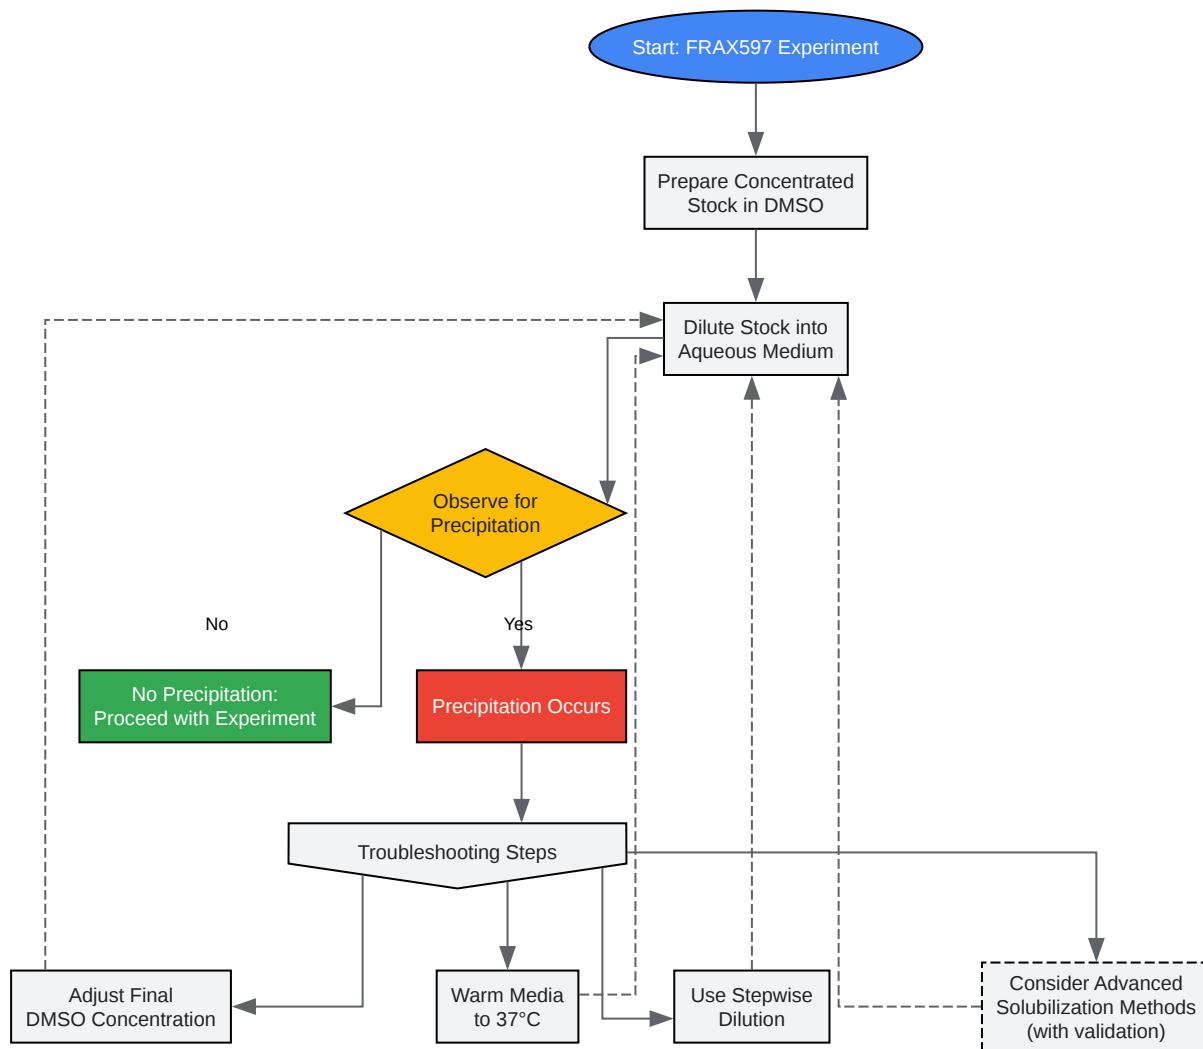 Start: FRAX597 Experiment
Prepare Concentrated
Stock in DMSO
Dilute Stock into
Aqueous Medium
Observe for
Precipitation
No
Yes
No Precipitation:
Proceed with Experiment
Precipitation Occurs
Troubleshooting Steps
Adjust Final
DMSO Concentration
Warm Media
to 37°C
Use Stepwise
Dilution
Consider Advanced
Solubilization Methods
(with validation)